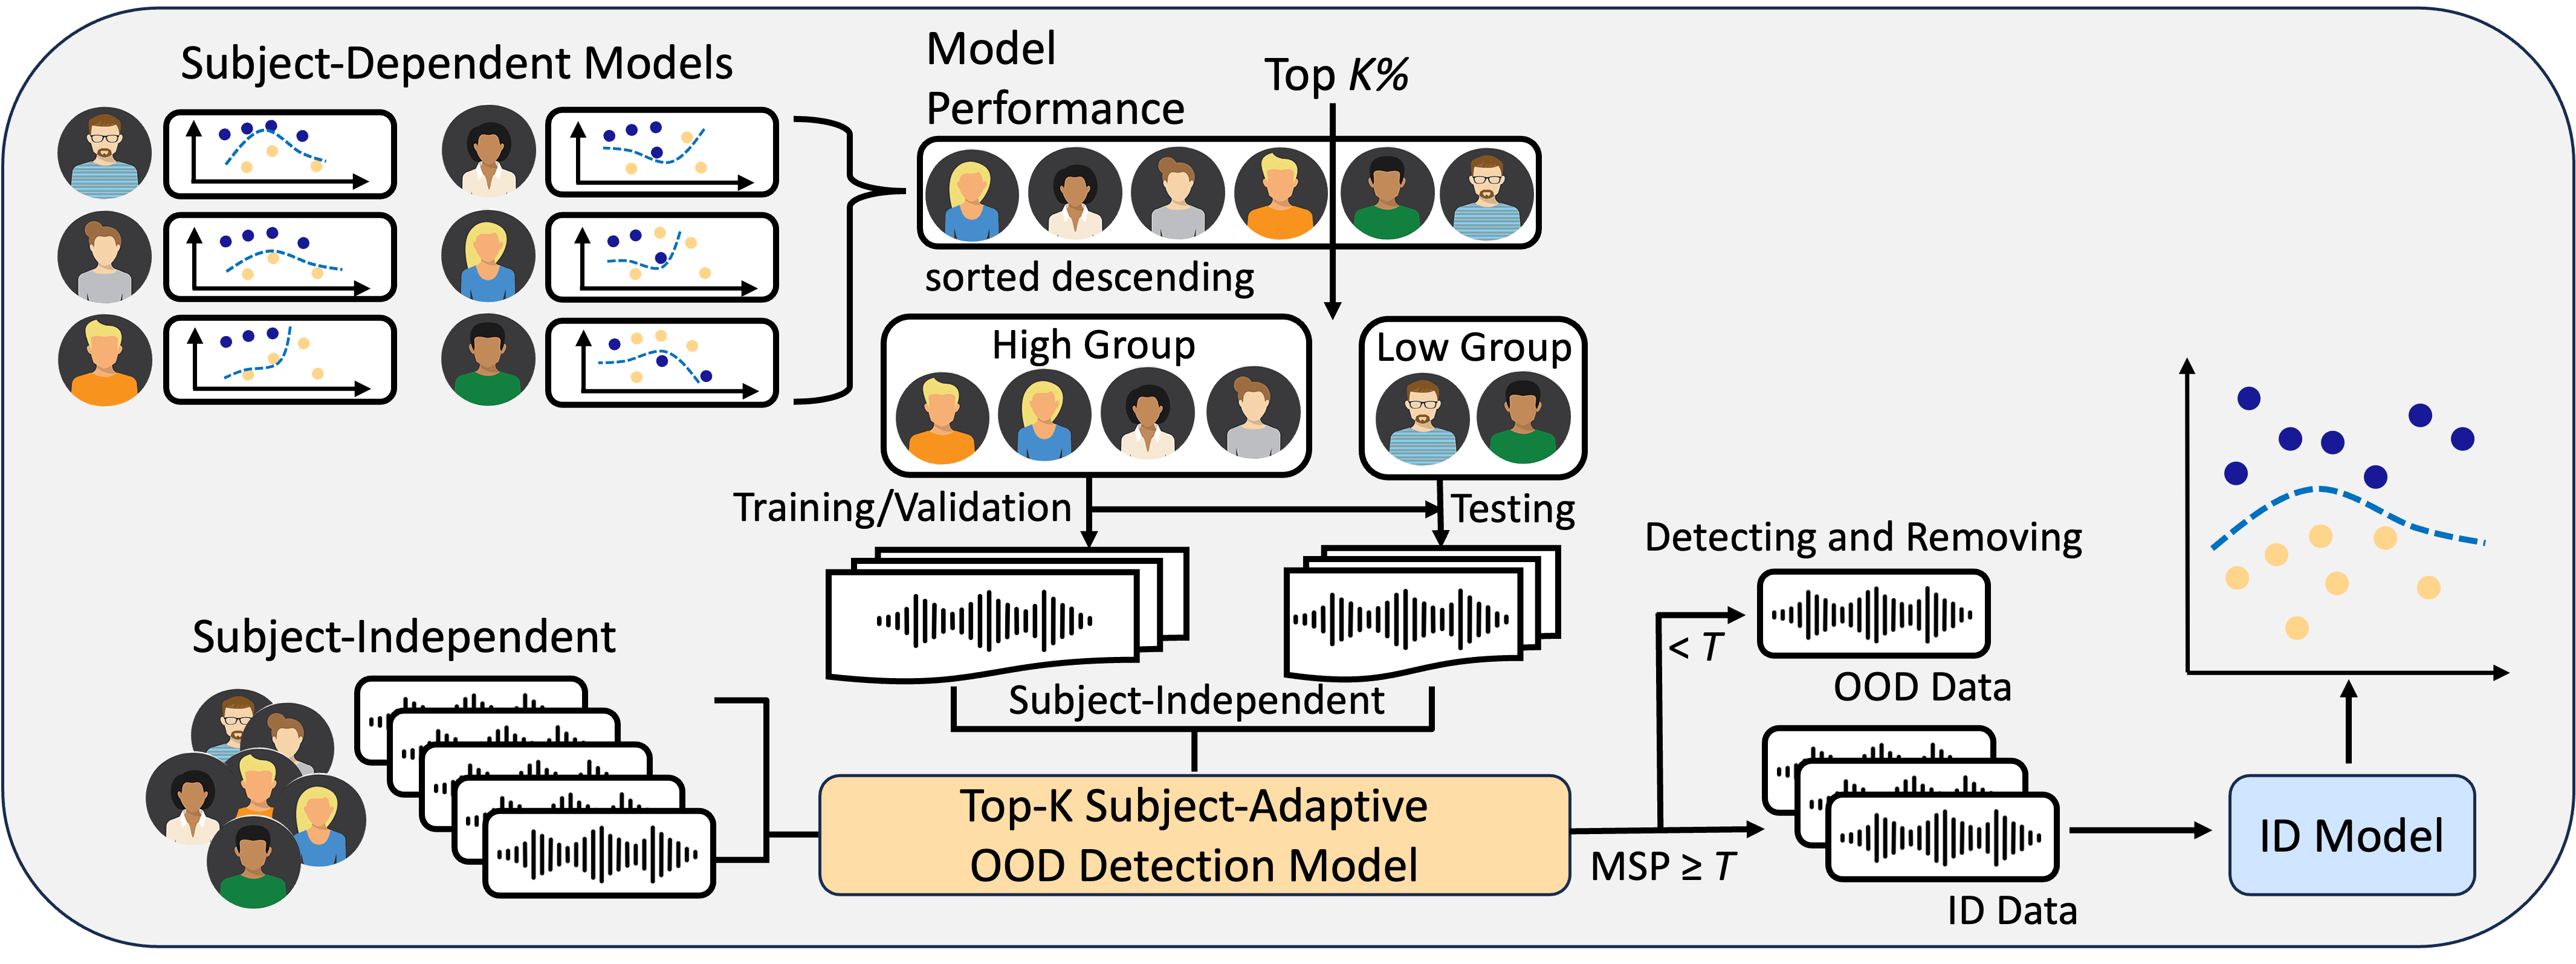 Subject-Dependent Models
Model
Performance
Top K%
sorted descending
High Group
Low Group
Training/Validation
Testing
Subject-Independent
Subject-Independent
Top-K Subject-Adaptive
OOD Detection Model
Detecting and Removing
< T
OOD Data
MSP ≥ T
ID Data
ID Model